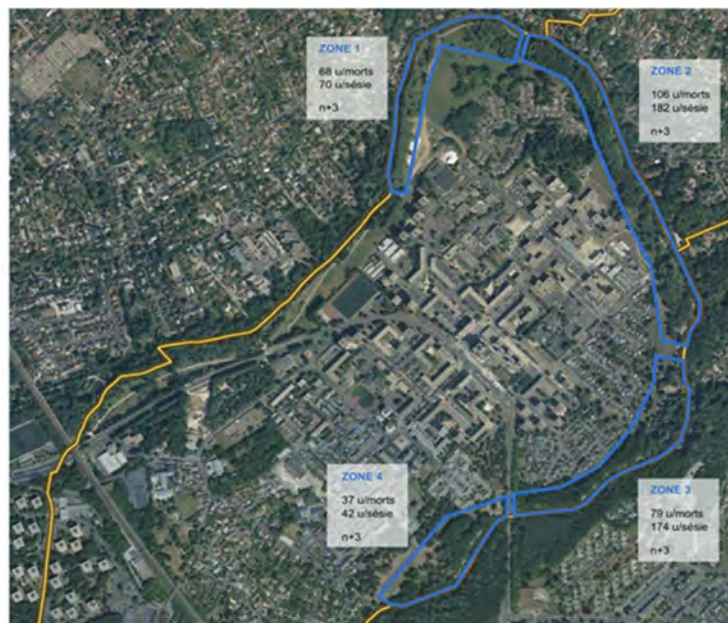 ZONE 1
68 u/morts
70 u/sésie
n+3
ZONE 2
106 u/morts
182 u/sésie
n+3
ZONE 4
37 u/morts
42 u/sésie
n+3
ZONE 3
79 u/morts
174 u/sésie
n+3